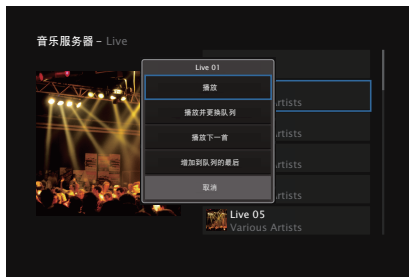 音乐服务器 – Live
Live 01
播放
播放并更换队列
Artists
播放下一首
Artists
增加到队列的最后
取消
Artists
Live 05
Various Artists